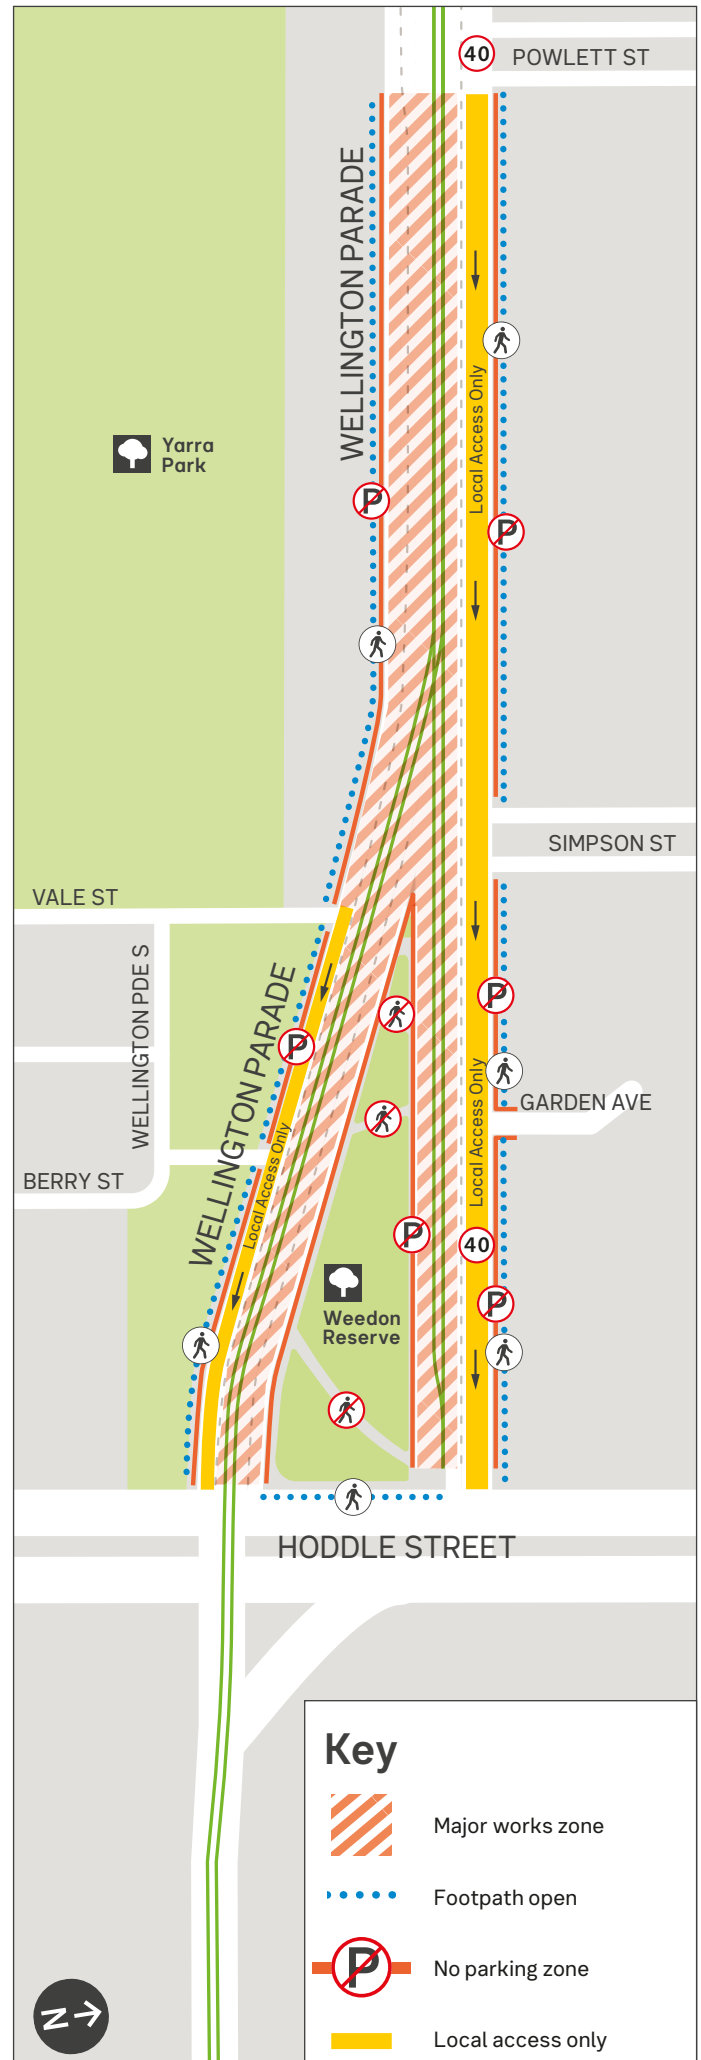 40
POWLETT ST
WELLINGTON PARADE
Local Access Only
Yarra
Park
P
P
SIMPSON ST
VALE ST
WELLINGTON PDE S
WELLINGTON PARADE
P
P
Local Access Only
GARDEN AVE
BERRY ST
Local Access Only
P
40
P
Weedon
Reserve
HODDLE STREET
Key
Major works zone
Footpath open
P
No parking zone
N
Local access only